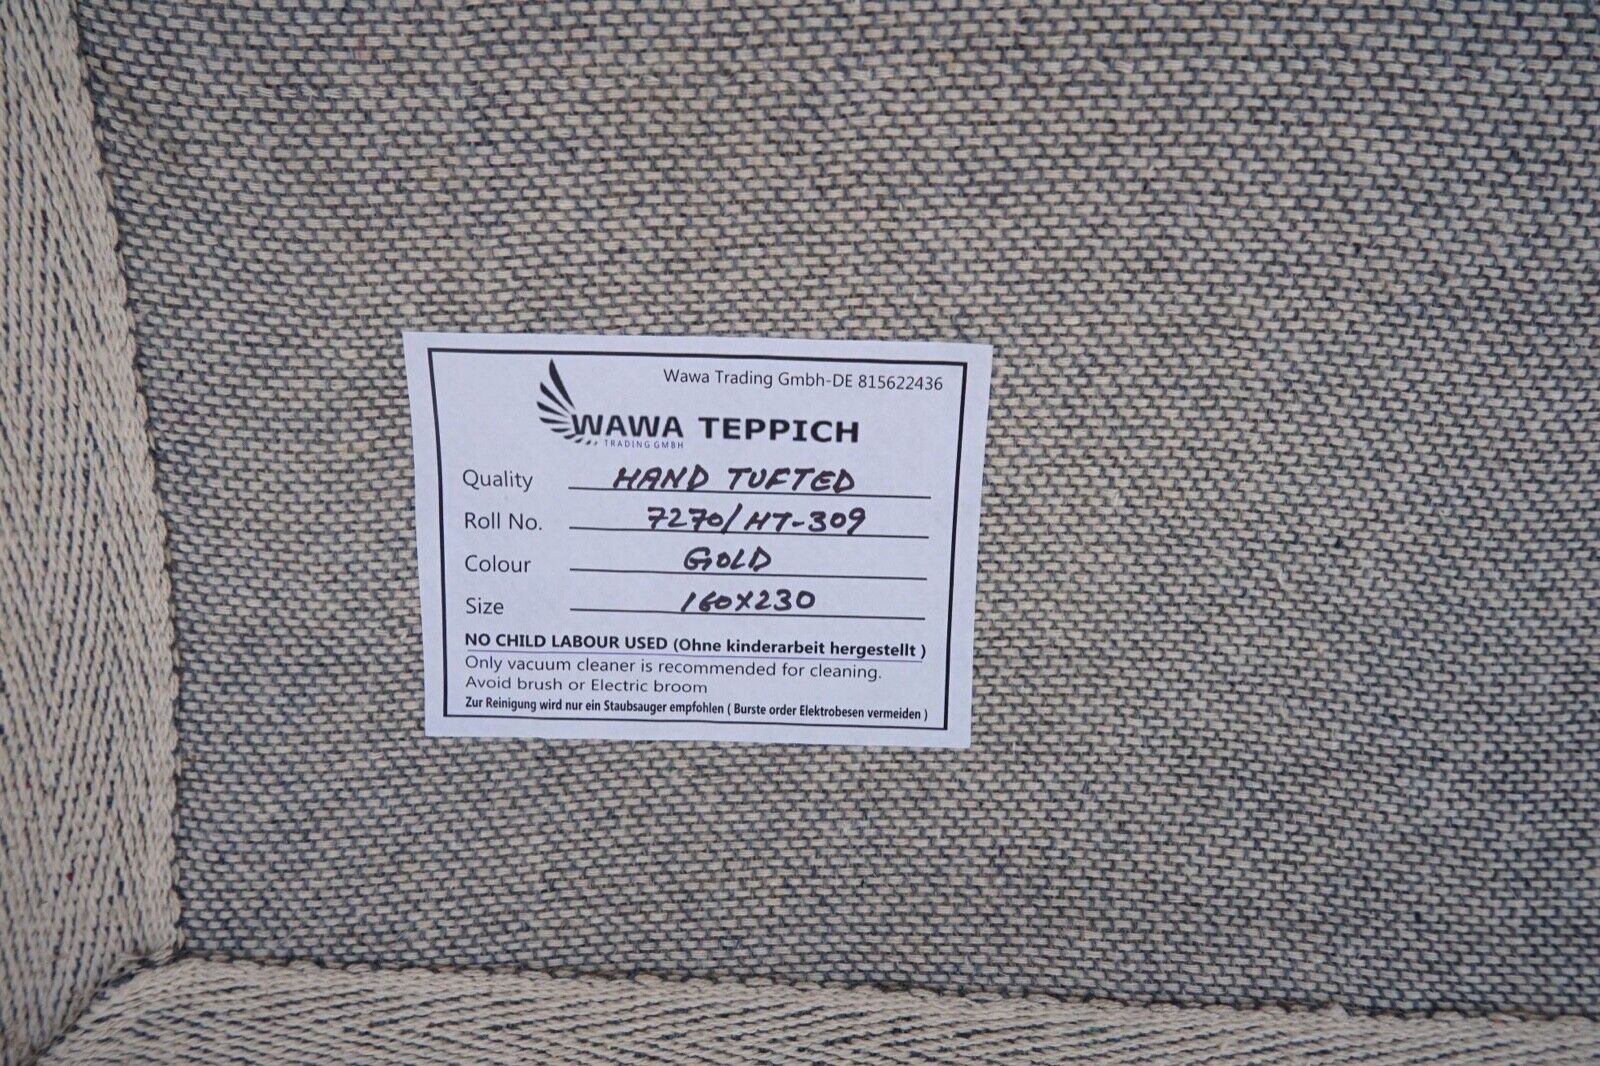 Wawa Trading Gmbh-DE 815622436
WAWA TEPPICH
TRADING GMBH
Quality HAND TUFTED
Roll No. 7270/HT-309
Colour GOLD
Size 160X230
NO CHILD LABOUR USED (Ohne kinderarbeit hergestellt )
Only vacuum cleaner is recommended for cleaning.
Avoid brush or Electric broom
Zur Reinigung wird nur ein Staubsauger empfohlen ( Burste order Elektrobesen vermeiden )